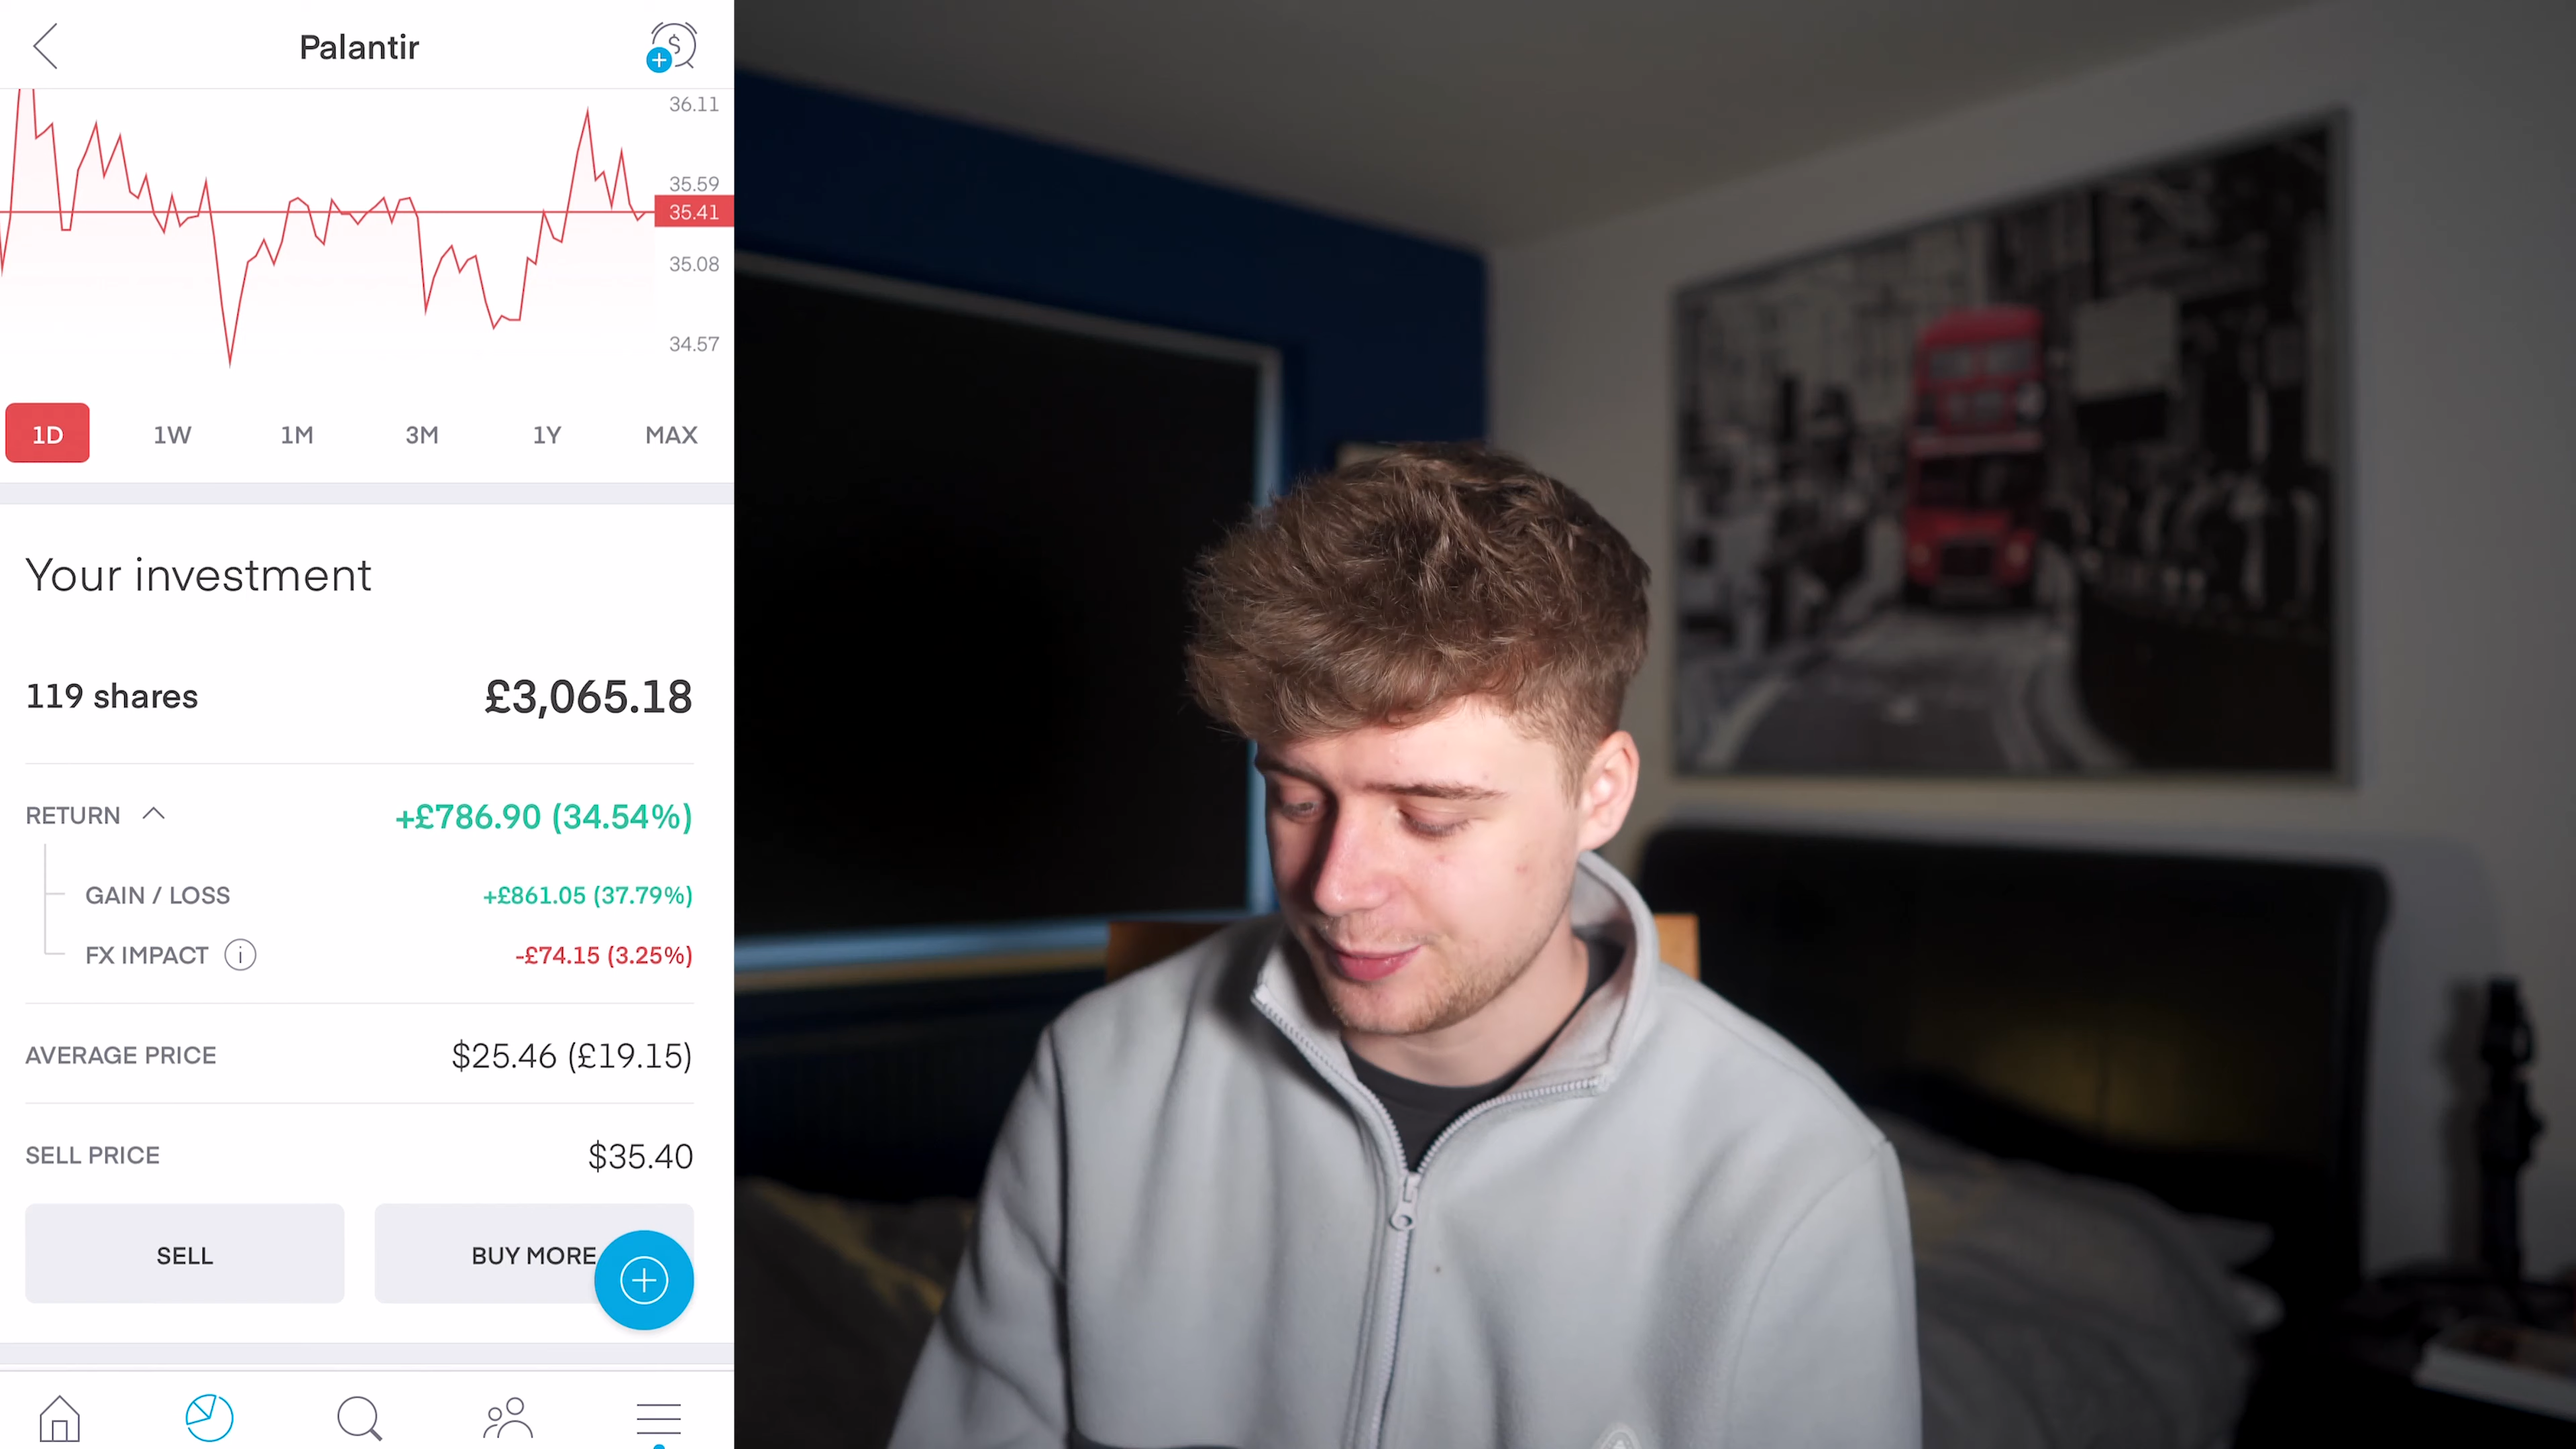 Palantir
36.11
35.59
35.41
35.08
34.57
1D 1W 1M 3M 1Y MAX
Your investment
119 shares £3,065.18
RETURN +£786.90 (34.54%)
GAIN / LOSS +£861.05 (37.79%)
FX IMPACT -£74.15 (3.25%)
AVERAGE PRICE $25.46 (£19.15)
SELL PRICE $35.40
SELL BUY MORE